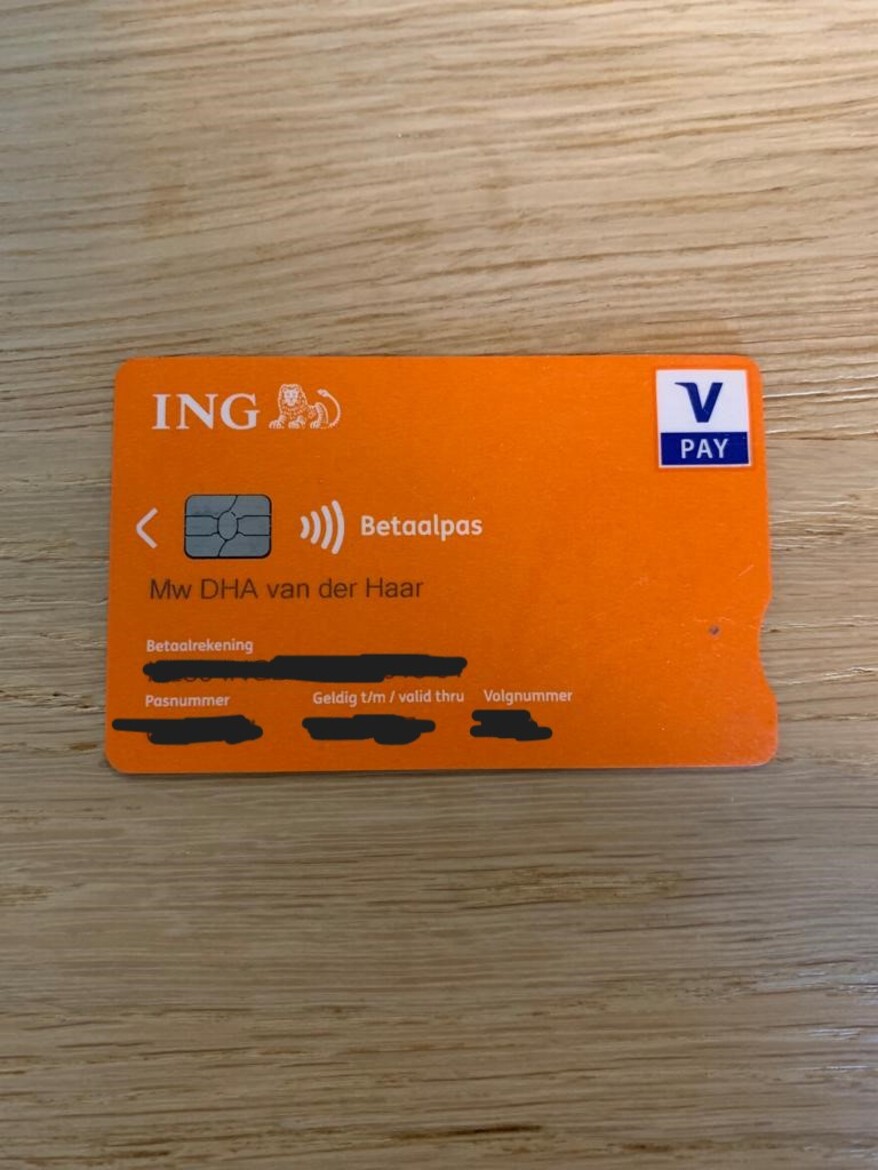 ING
V
PAY
Betaalpas
Mw DHA van der Haar
Betaalrekening
Pasnummer Geldig t/m / valid thru Volgnummer